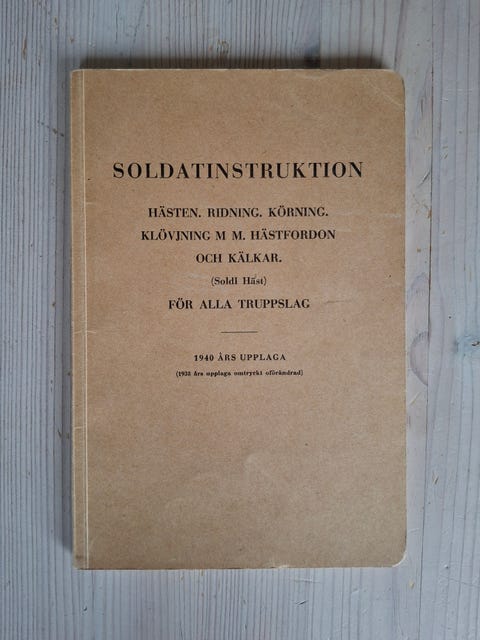 SOLDATINSTRUKTION
HÄSTEN. RIDNING. KÖRNING.
KLÖVJNING M M. HÄSTFORDON
OCH KÄLKAR.
(Soldl Häst)
FÖR ALLA TRUPPSLAG
1940 ÅRS UPPLAGA
(1938 års upplaga omtryckt oförändrad)